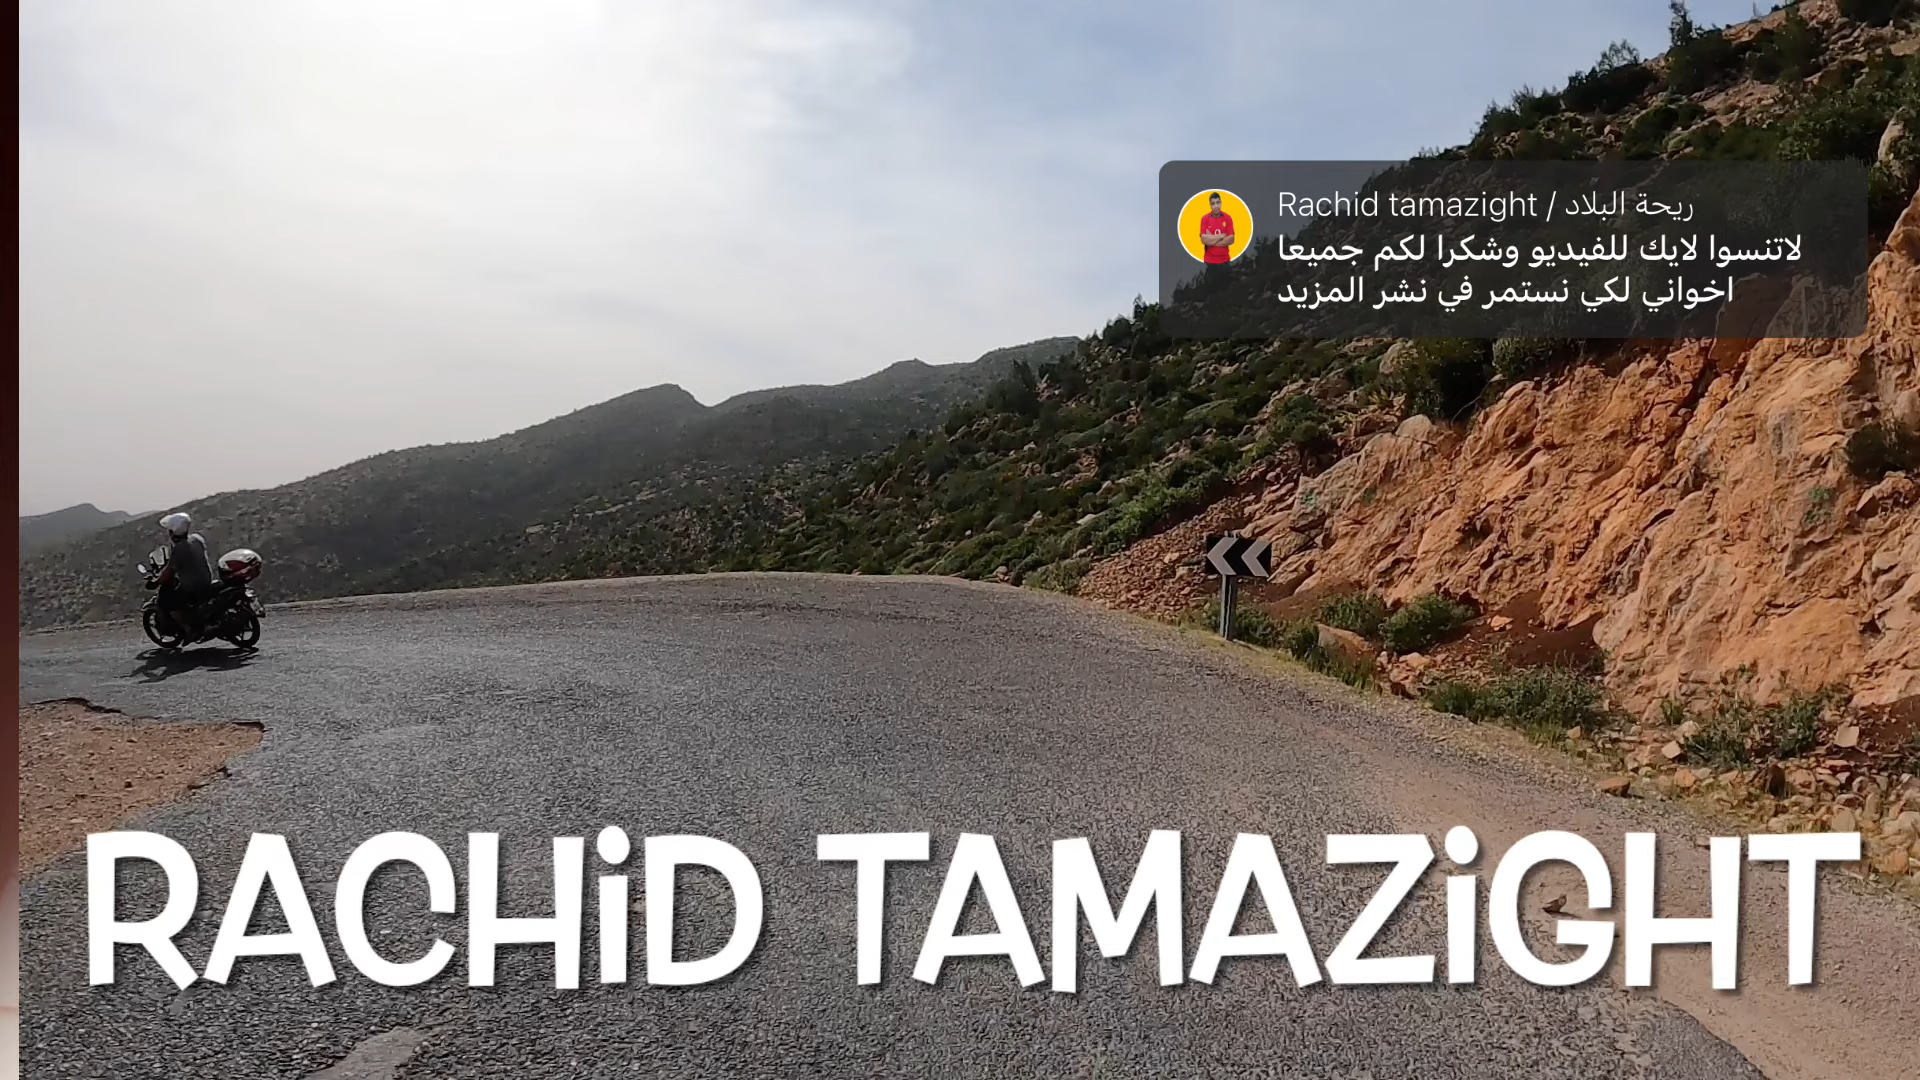 Rachid tamazight / ريحة البلاد
لاتنسوا لايك للفيديو وشكرا لكم جميعا
اخواني لكي نستمر في نشر المزيد
RACHiD TAMAZiGHT